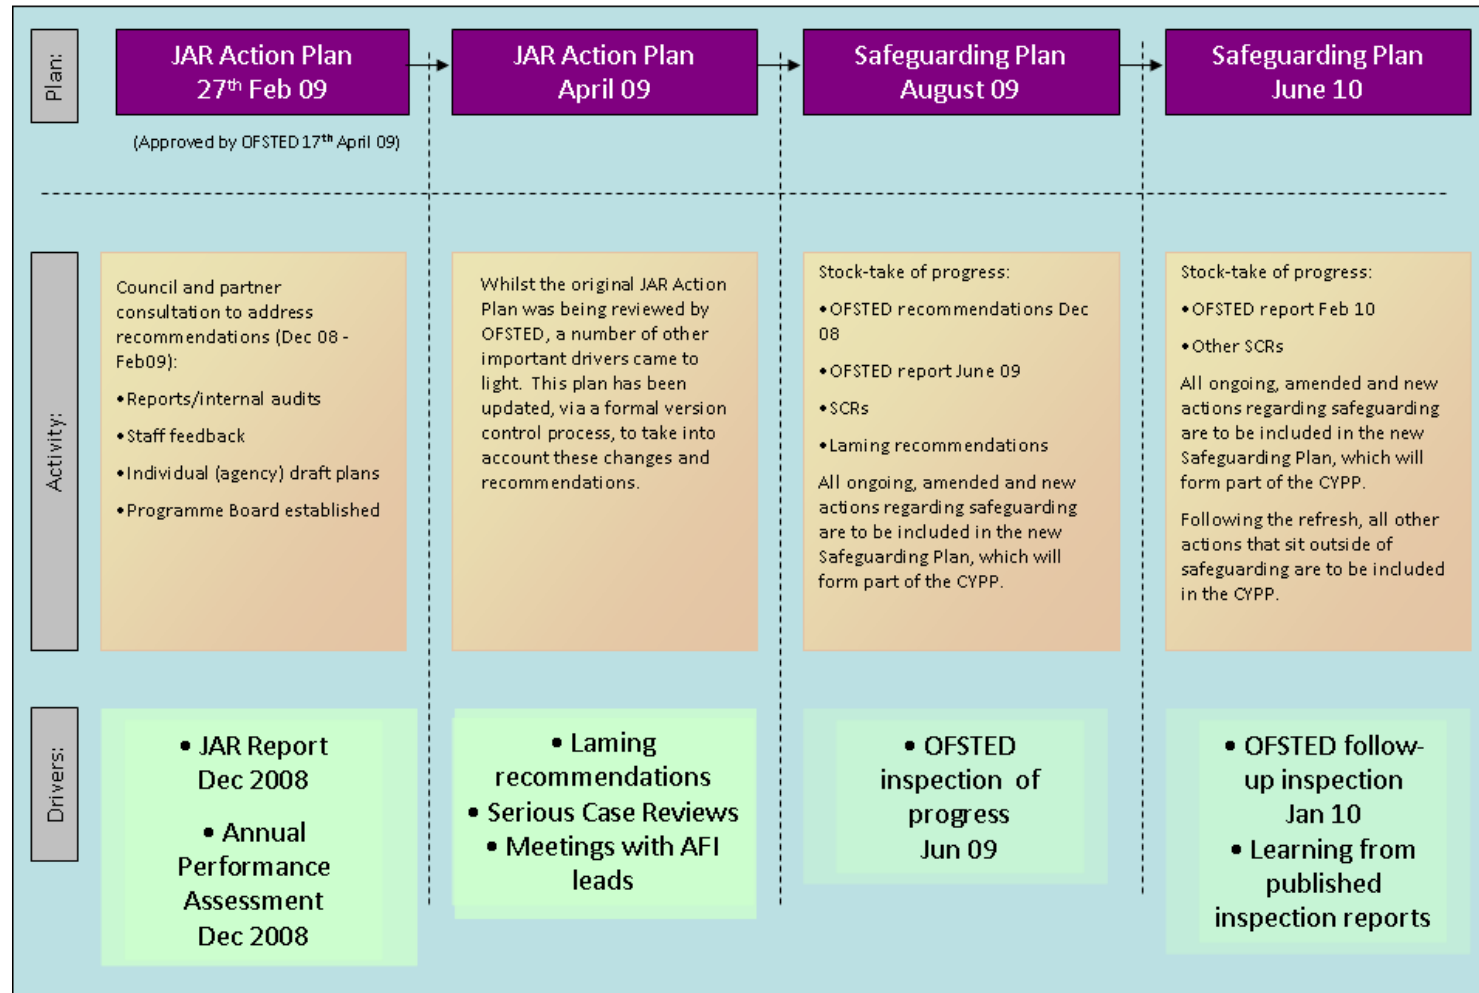 Plan:
JAR Action Plan
27th Feb 09
(Approved by OFSTED 17th April 09)
JAR Action Plan
April 09
Safeguarding Plan
August 09
Safeguarding Plan
June 10
Activity:
Council and partner
consultation to address
recommendations (Dec 08 -
Feb09):
•Reports/internal audits
•Staff feedback
•Individual (agency) draft plans
•Programme Board established
Whilst the original JAR Action
Plan was being reviewed by
OFSTED, a number of other
important drivers came to
light. This plan has been
updated, via a formal version
control process, to take into
account these changes and
recommendations.
Stock-take of progress:
•OFSTED recommendations Dec
08
•OFSTED report June 09
•SCRs
•Laming recommendations
All ongoing, amended and new
actions regarding safeguarding
are to be included in the new
Safeguarding Plan, which will
form part of the CYPP.
Stock-take of progress:
•OFSTED report Feb 10
•Other SCRs
All ongoing, amended and new
actions regarding safeguarding
are to be included in the new
Safeguarding Plan, which will
form part of the CYPP.
Following the refresh, all other
actions that sit outside of
safeguarding are to be included
in the CYPP.
Drivers:
• JAR Report
Dec 2008
• Annual
Performance
Assessment
Dec 2008
• Laming
recommendations
• Serious Case Reviews
• Meetings with AFI
leads
• OFSTED
inspection of
progress
Jun 09
• OFSTED follow-
up inspection
Jan 10
• Learning from
published
inspection reports